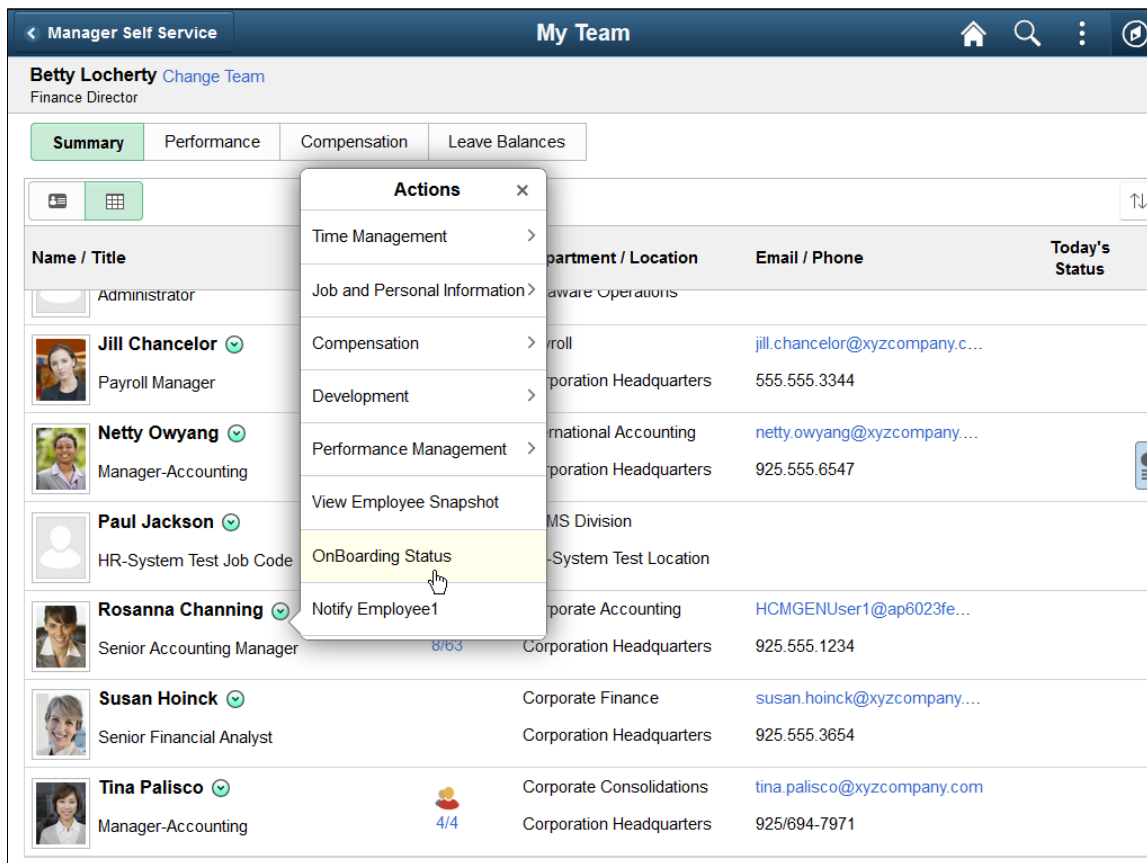 Manager Self Service My Team
Betty Locherty Change Team
Finance Director
Summary Performance Compensation Leave Balances
Actions ×
Name / Title partment / Location Email / Phone Today's
Status
Time Management
Administrator aware Operations
Job and Personal Information
Jill Chancelor yroll jill.chancelor@xyzcompany.c...
Compensation
Payroll Manager rporation Headquarters 555.555.3344
Development
Netty Owyang rnational Accounting netty.owyang@xyzcompany....
Performance Management
Manager-Accounting rporation Headquarters 925.555.6547
View Employee Snapshot
Paul Jackson MS Division
HR-System Test Job Code -System Test Location
OnBoarding Status
Rosanna Channing rporate Accounting HCMGENUser1@ap6023fe...
Notify Employee1
Senior Accounting Manager 8/63 Corporation Headquarters 925.555.1234
Susan Hoinck Corporate Finance susan.hoinck@xyzcompany....
Senior Financial Analyst Corporation Headquarters 925.555.3654
Tina Palisco Corporate Consolidations tina.palisco@xyzcompany.com
Manager-Accounting 4/4 Corporation Headquarters 925/694-7971